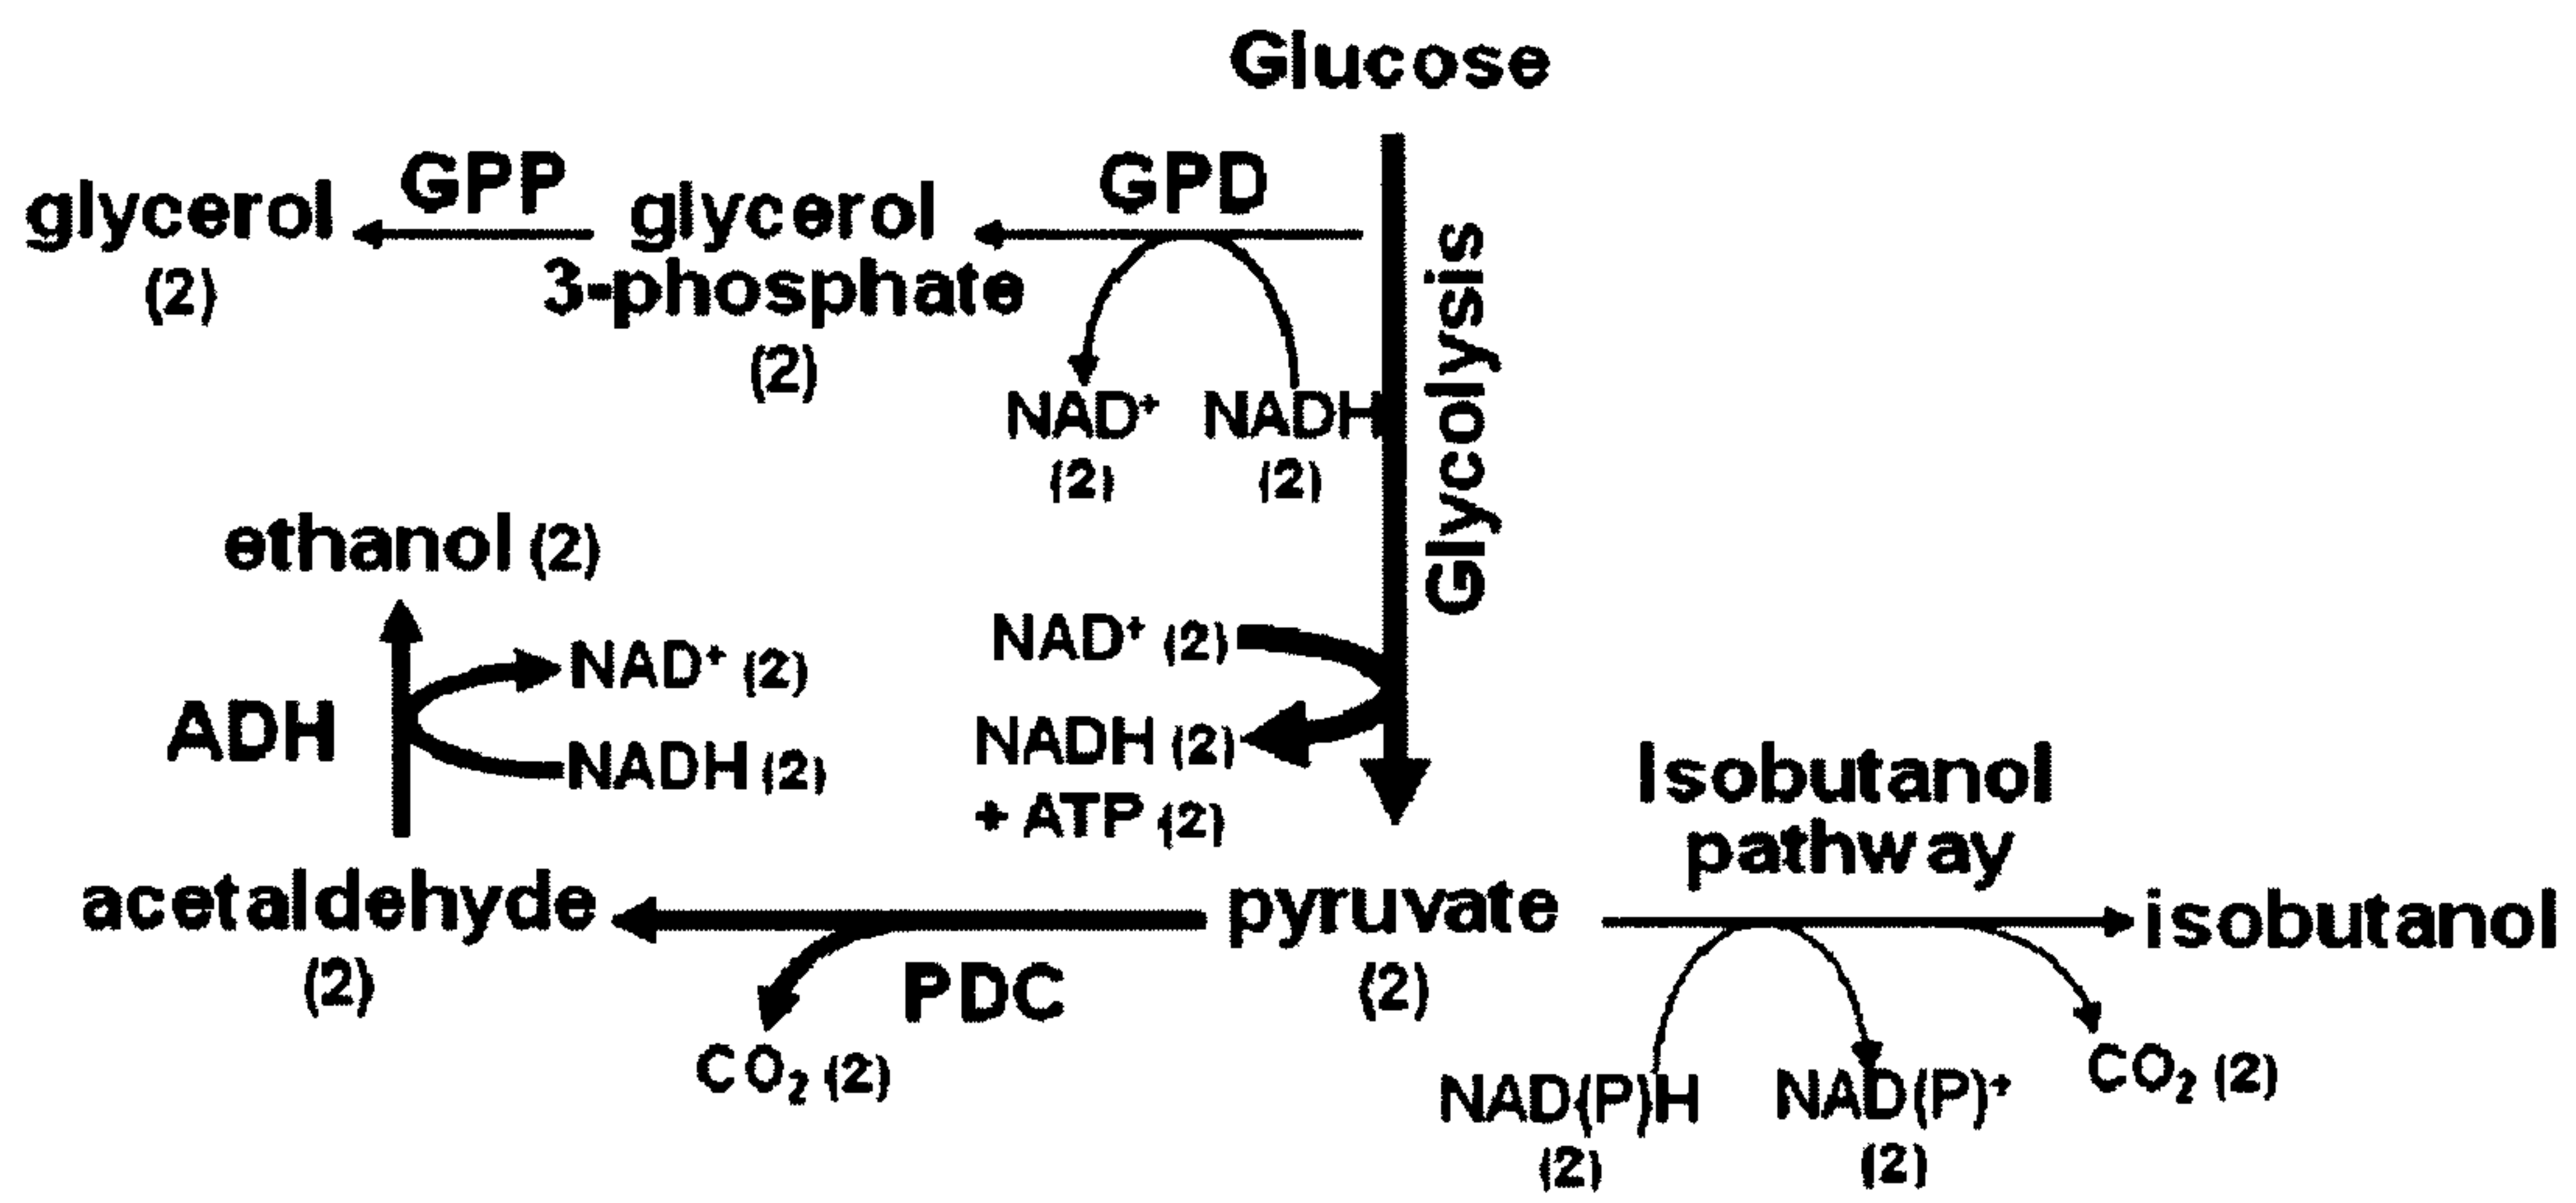 Glucose
GPP
GPD
glycerol
(2)
glycerol
3-phosphate
(2)
NAD⁺
(2)
NADH
(2)
Glycolysis
ethanol (2)
NAD⁺ (2)
NADH (2)
ADH
NAD⁺ (2)
NADH (2)
+ ATP (2)
Isobutanol
pathway
acetaldehyde
(2)
PDC
CO₂ (2)
pyruvate
(2)
isobutanol
NAD(P)H
(2)
NAD(P)⁺
(2)
CO₂ (2)